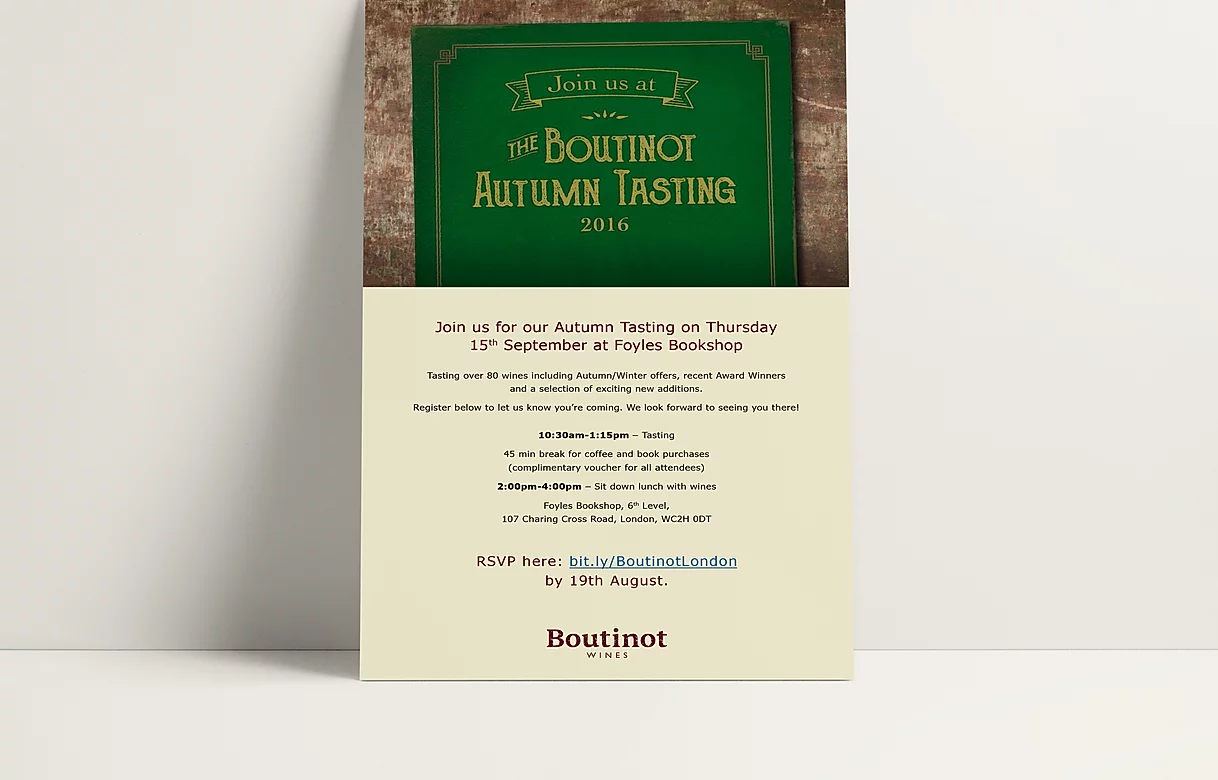 Join us at
THE BOUTINOT
AUTUMN TASTING
2016
Join us for our Autumn Tasting on Thursday
15th September at Foyles Bookshop
Tasting over 80 wines including Autumn/Winter offers, recent Award Winners
and a selection of exciting new additions.
Register below to let us know you're coming. We look forward to seeing you there!
10:30am-1:15pm – Tasting
45 min break for coffee and book purchases
(complimentary voucher for all attendees)
2:00pm-4:00pm – Sit down lunch with wines
Foyles Bookshop, 6th Level,
107 Charing Cross Road, London, WC2H 0DT
RSVP here: bit.ly/BoutinotLondon
by 19th August.
Boutinot
WINES